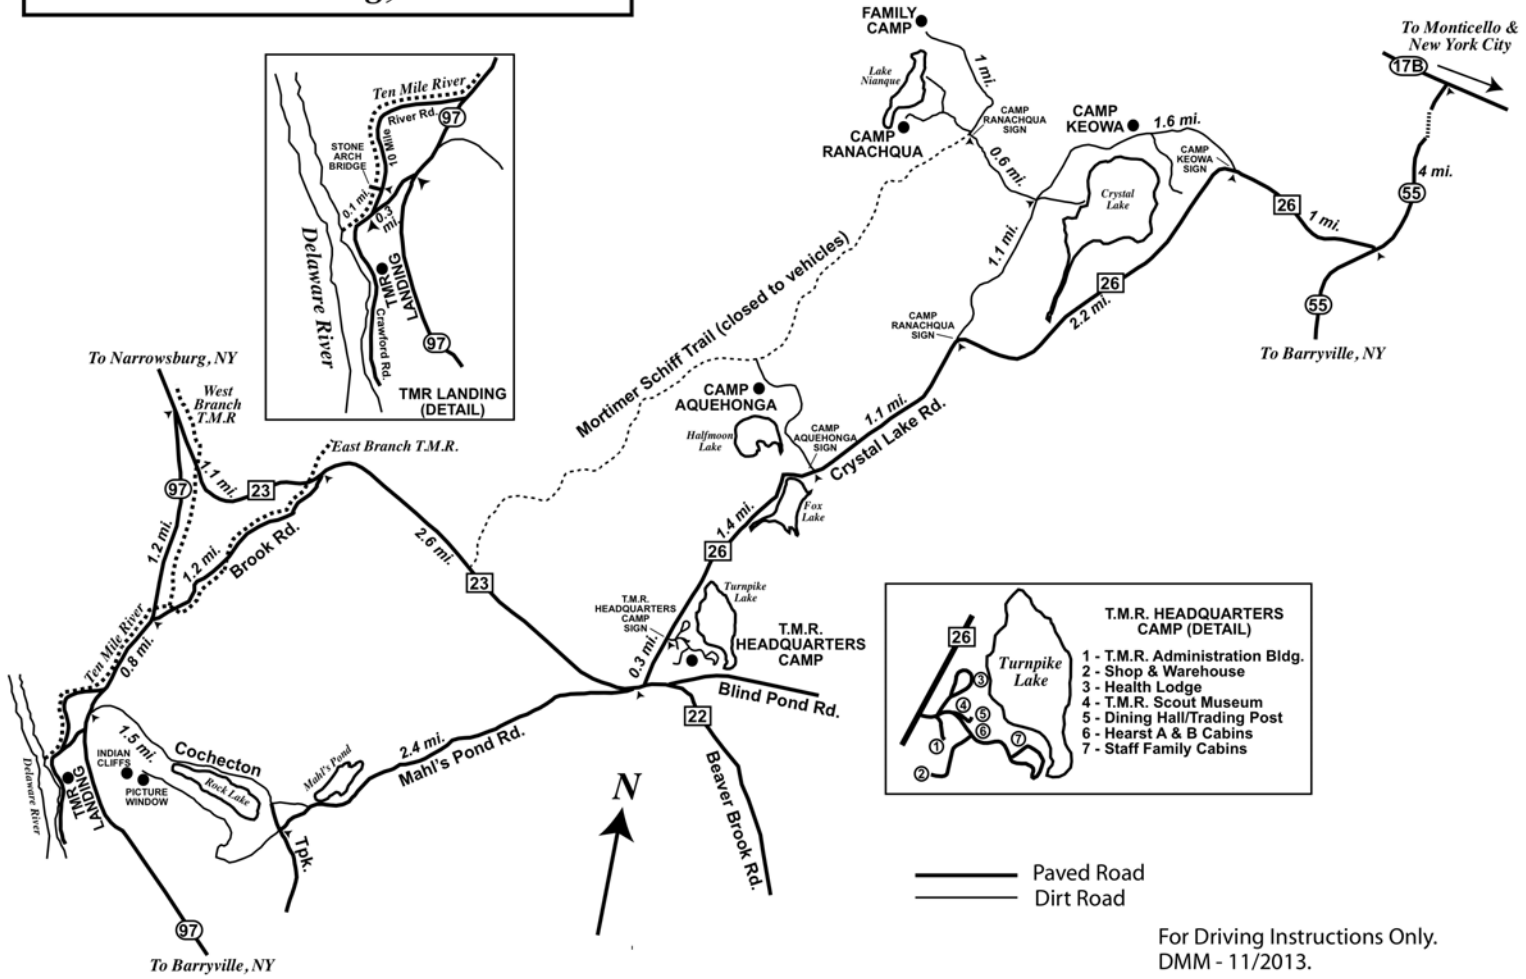 FAMILY
CAMP
1 mi.
Lake
Nianque
CAMP
RANACHQUA
SIGN
CAMP
RANACHQUA
0.6 mi.
CAMP
KEOWA
1.6 mi.
CAMP
KEOWA
SIGN
Crystal
Lake
To Monticello &
New York City
17B
4 mi.
55
26
1 mi.
55
To Barryville, NY
1.1 mi.
26
2.2 mi.
CAMP
RANACHQUA
SIGN
Mortimer Schiff Trail (closed to vehicles)
Ten Mile River
River Rd.
97
10 Mile
STONE
ARCH
BRIDGE
0.1 mi.
0.3
mi.
Delaware River
TMR
LANDING
Crawford Rd.
97
TMR LANDING
(DETAIL)
To Narrowsburg, NY
West
Branch
T.M.R
East Branch T.M.R.
1.1 mi.
23
97
1.2 mi.
1.2 mi.
Brook Rd.
2.6 mi.
23
CAMP
AQUEHONGA
Halfmoon
Lake
CAMP
AQUEHONGA
SIGN
1.1 mi.
Crystal Lake Rd.
Fox
Lake
1.4 mi.
26
Turnpike
Lake
T.M.R.
HEADQUARTERS
CAMP
SIGN
0.3 mi.
T.M.R.
HEADQUARTERS
CAMP
Blind Pond Rd.
22
Beaver Brook Rd.
Ten Mile River
0.8 mi.
1.5 mi.
Cochecton
INDIAN
CLIFFS
PICTURE
WINDOW
Rock Lake
Mahl's Pond
2.4 mi.
Mahl's Pond Rd.
Tpk.
Delaware River
TMR
LANDING
97
To Barryville, NY
N
T.M.R. HEADQUARTERS
CAMP (DETAIL)
26
Turnpike
Lake
3
4
5
6
7
1
2
1 - T.M.R. Administration Bldg.
2 - Shop & Warehouse
3 - Health Lodge
4 - T.M.R. Scout Museum
5 - Dining Hall/Trading Post
6 - Hearst A & B Cabins
7 - Staff Family Cabins
Paved Road
Dirt Road
For Driving Instructions Only.
DMM - 11/2013.